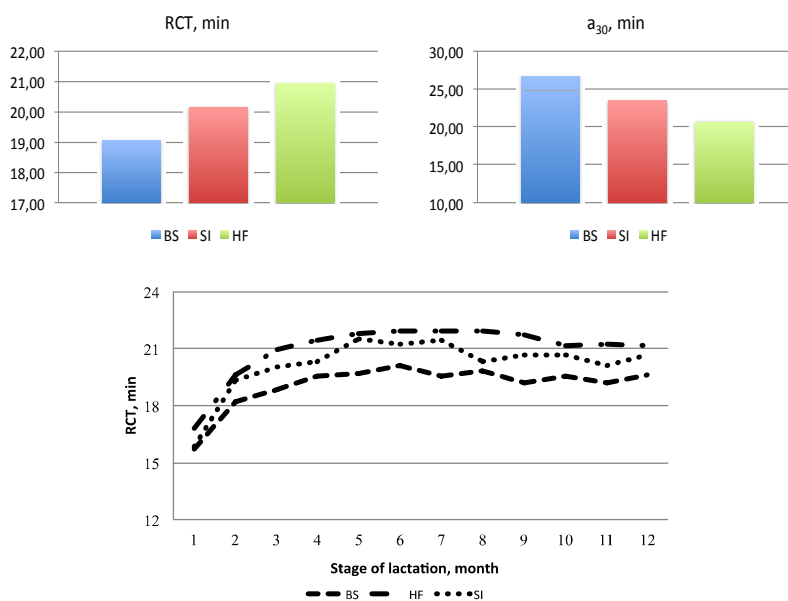 RCT, min
22,00
21,00
20,00
19,00
18,00
17,00
BS SI HF
a30, min
30,00
25,00
20,00
15,00
10,00
BS SI HF
RCT, min
24
21
18
15
12
1 2 3 4 5 6 7 8 9 10 11 12
Stage of lactation, month
BS HF SI